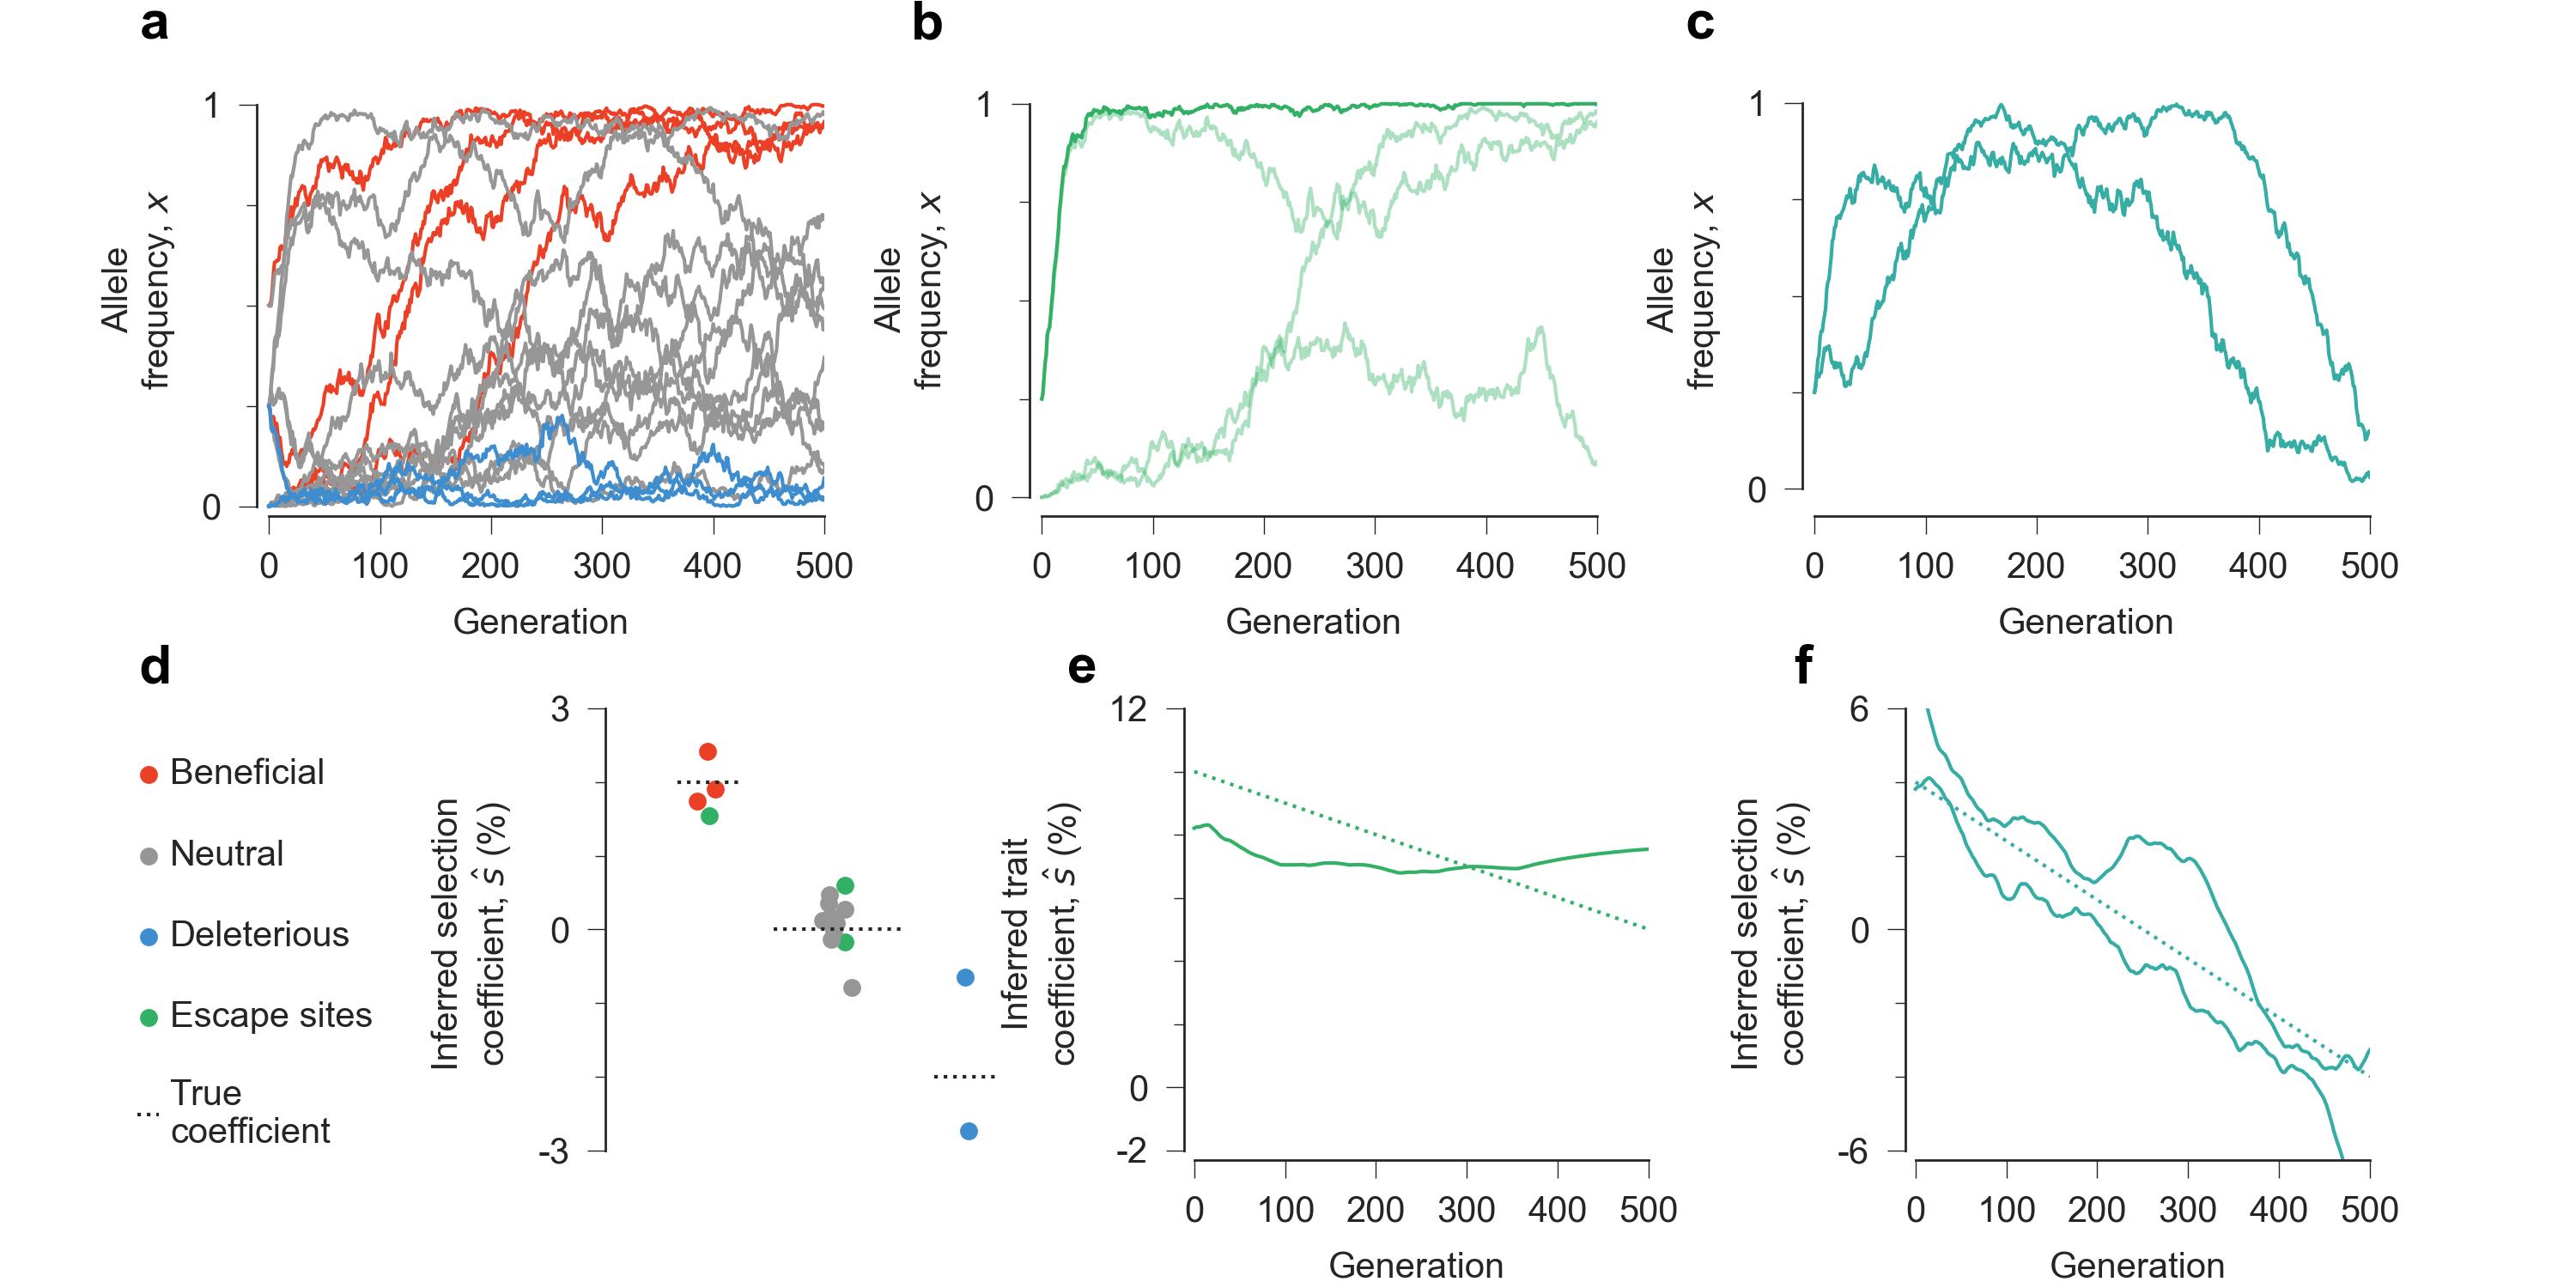 a
b
c
1
0
Allele
frequency, x
0 100 200 300 400 500
Generation
1
0
Allele
frequency, x
0 100 200 300 400 500
Generation
1
0
Allele
frequency, x
0 100 200 300 400 500
Generation
d
Beneficial
Neutral
Deleterious
Escape sites
True
coefficient
3
0
-3
Inferred selection
coefficient, ŝ (%)
e
12
0
-2
Inferred trait
coefficient, ŝ (%)
0 100 200 300 400 500
Generation
f
6
0
-6
Inferred selection
coefficient, ŝ (%)
0 100 200 300 400 500
Generation